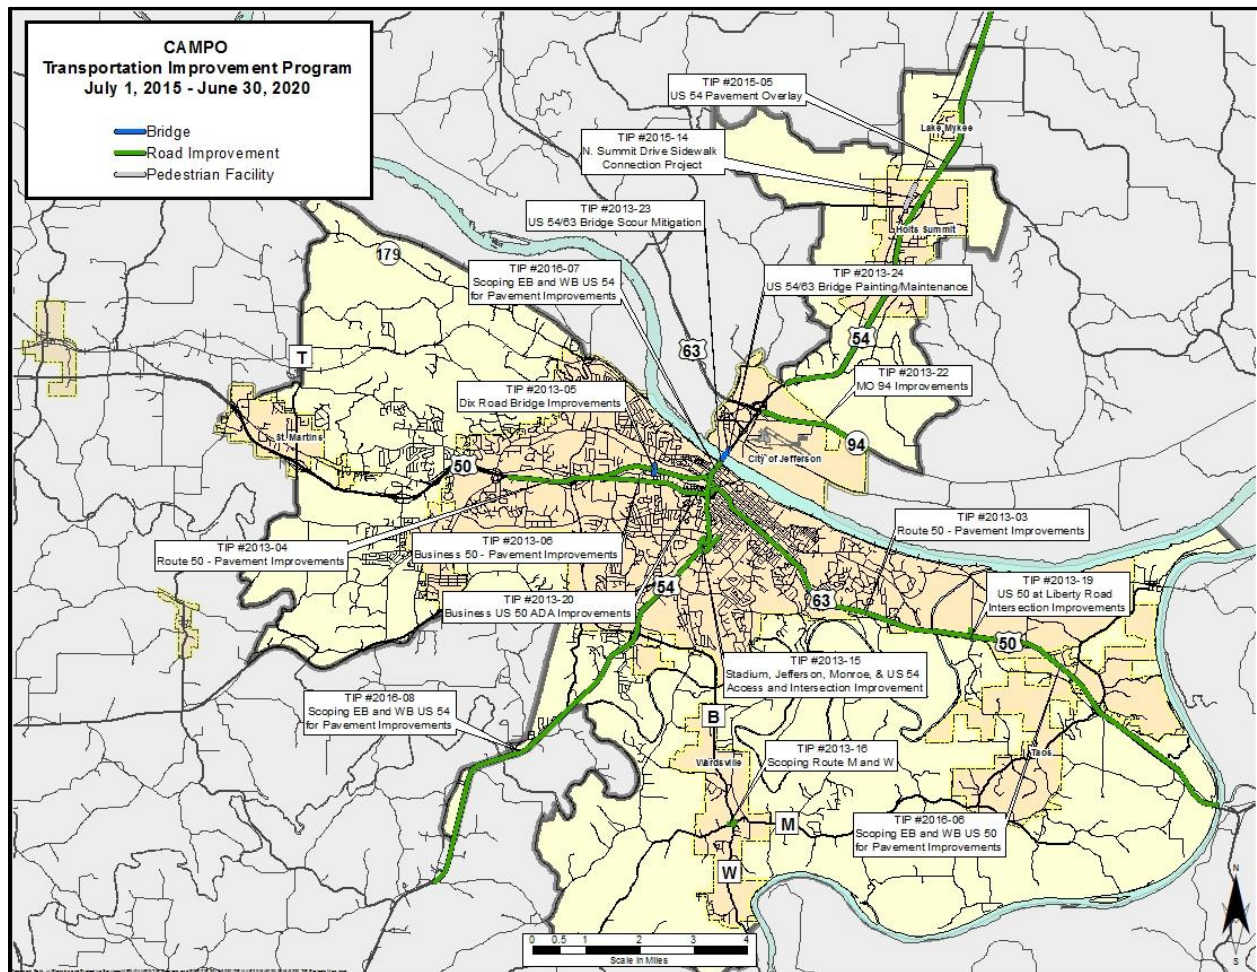 CAMPO
Transportation Improvement Program
July 1, 2015 - June 30, 2020
Bridge
Road Improvement
Pedestrian Facility
TIP #2015-05
US 54 Pavement Overlay
Lake Mykee
TIP #2015-14
N. Summit Drive Sidewalk
Connection Project
Holts Summit
TIP #2013-23
US 54/63 Bridge Scour Mitigation
179
TIP #2016-07
Scoping EB and WB US 54
for Pavement Improvements
TIP #2013-24
US 54/63 Bridge Painting/Maintenance
54
63
T
TIP #2013-22
MO 94 Improvements
TIP #2013-05
Dix Road Bridge Improvements
St. Martins
94
City of Jefferson
50
TIP #2013-03
Route 50 - Pavement Improvements
TIP #2013-04
Route 50 - Pavement Improvements
TIP #2013-06
Business 50 - Pavement Improvements
TIP #2013-19
US 50 at Liberty Road
Intersection Improvements
54
63
TIP #2013-20
Business US 50 ADA Improvements
50
TIP #2013-15
Stadium, Jefferson, Monroe, & US 54
Access and Intersection Improvement
TIP #2016-08
Scoping EB and WB US 54
for Pavement Improvements
B
TIP #2013-16
Scoping Route M and W
Wardsville
Taos
M
TIP #2016-06
Scoping EB and WB US 50
for Pavement Improvements
W
N
S
0 0.5 1 2 3 4
Scale in Miles